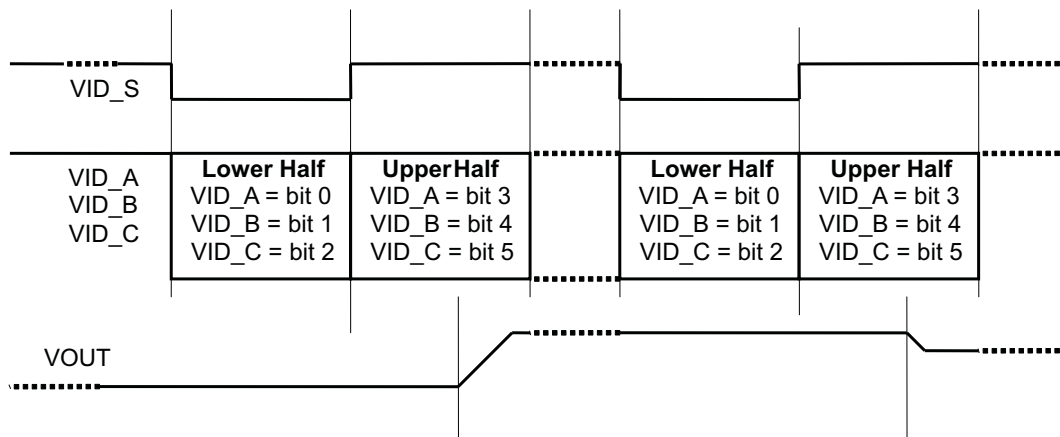 VID_S
VID_A
VID_B
VID_C
Lower Half
VID_A = bit 0
VID_B = bit 1
VID_C = bit 2
UpperHalf
VID_A = bit 3
VID_B = bit 4
VID_C = bit 5
Lower Half
VID_A = bit 0
VID_B = bit 1
VID_C = bit 2
Upper Half
VID_A = bit 3
VID_B = bit 4
VID_C = bit 5
VOUT